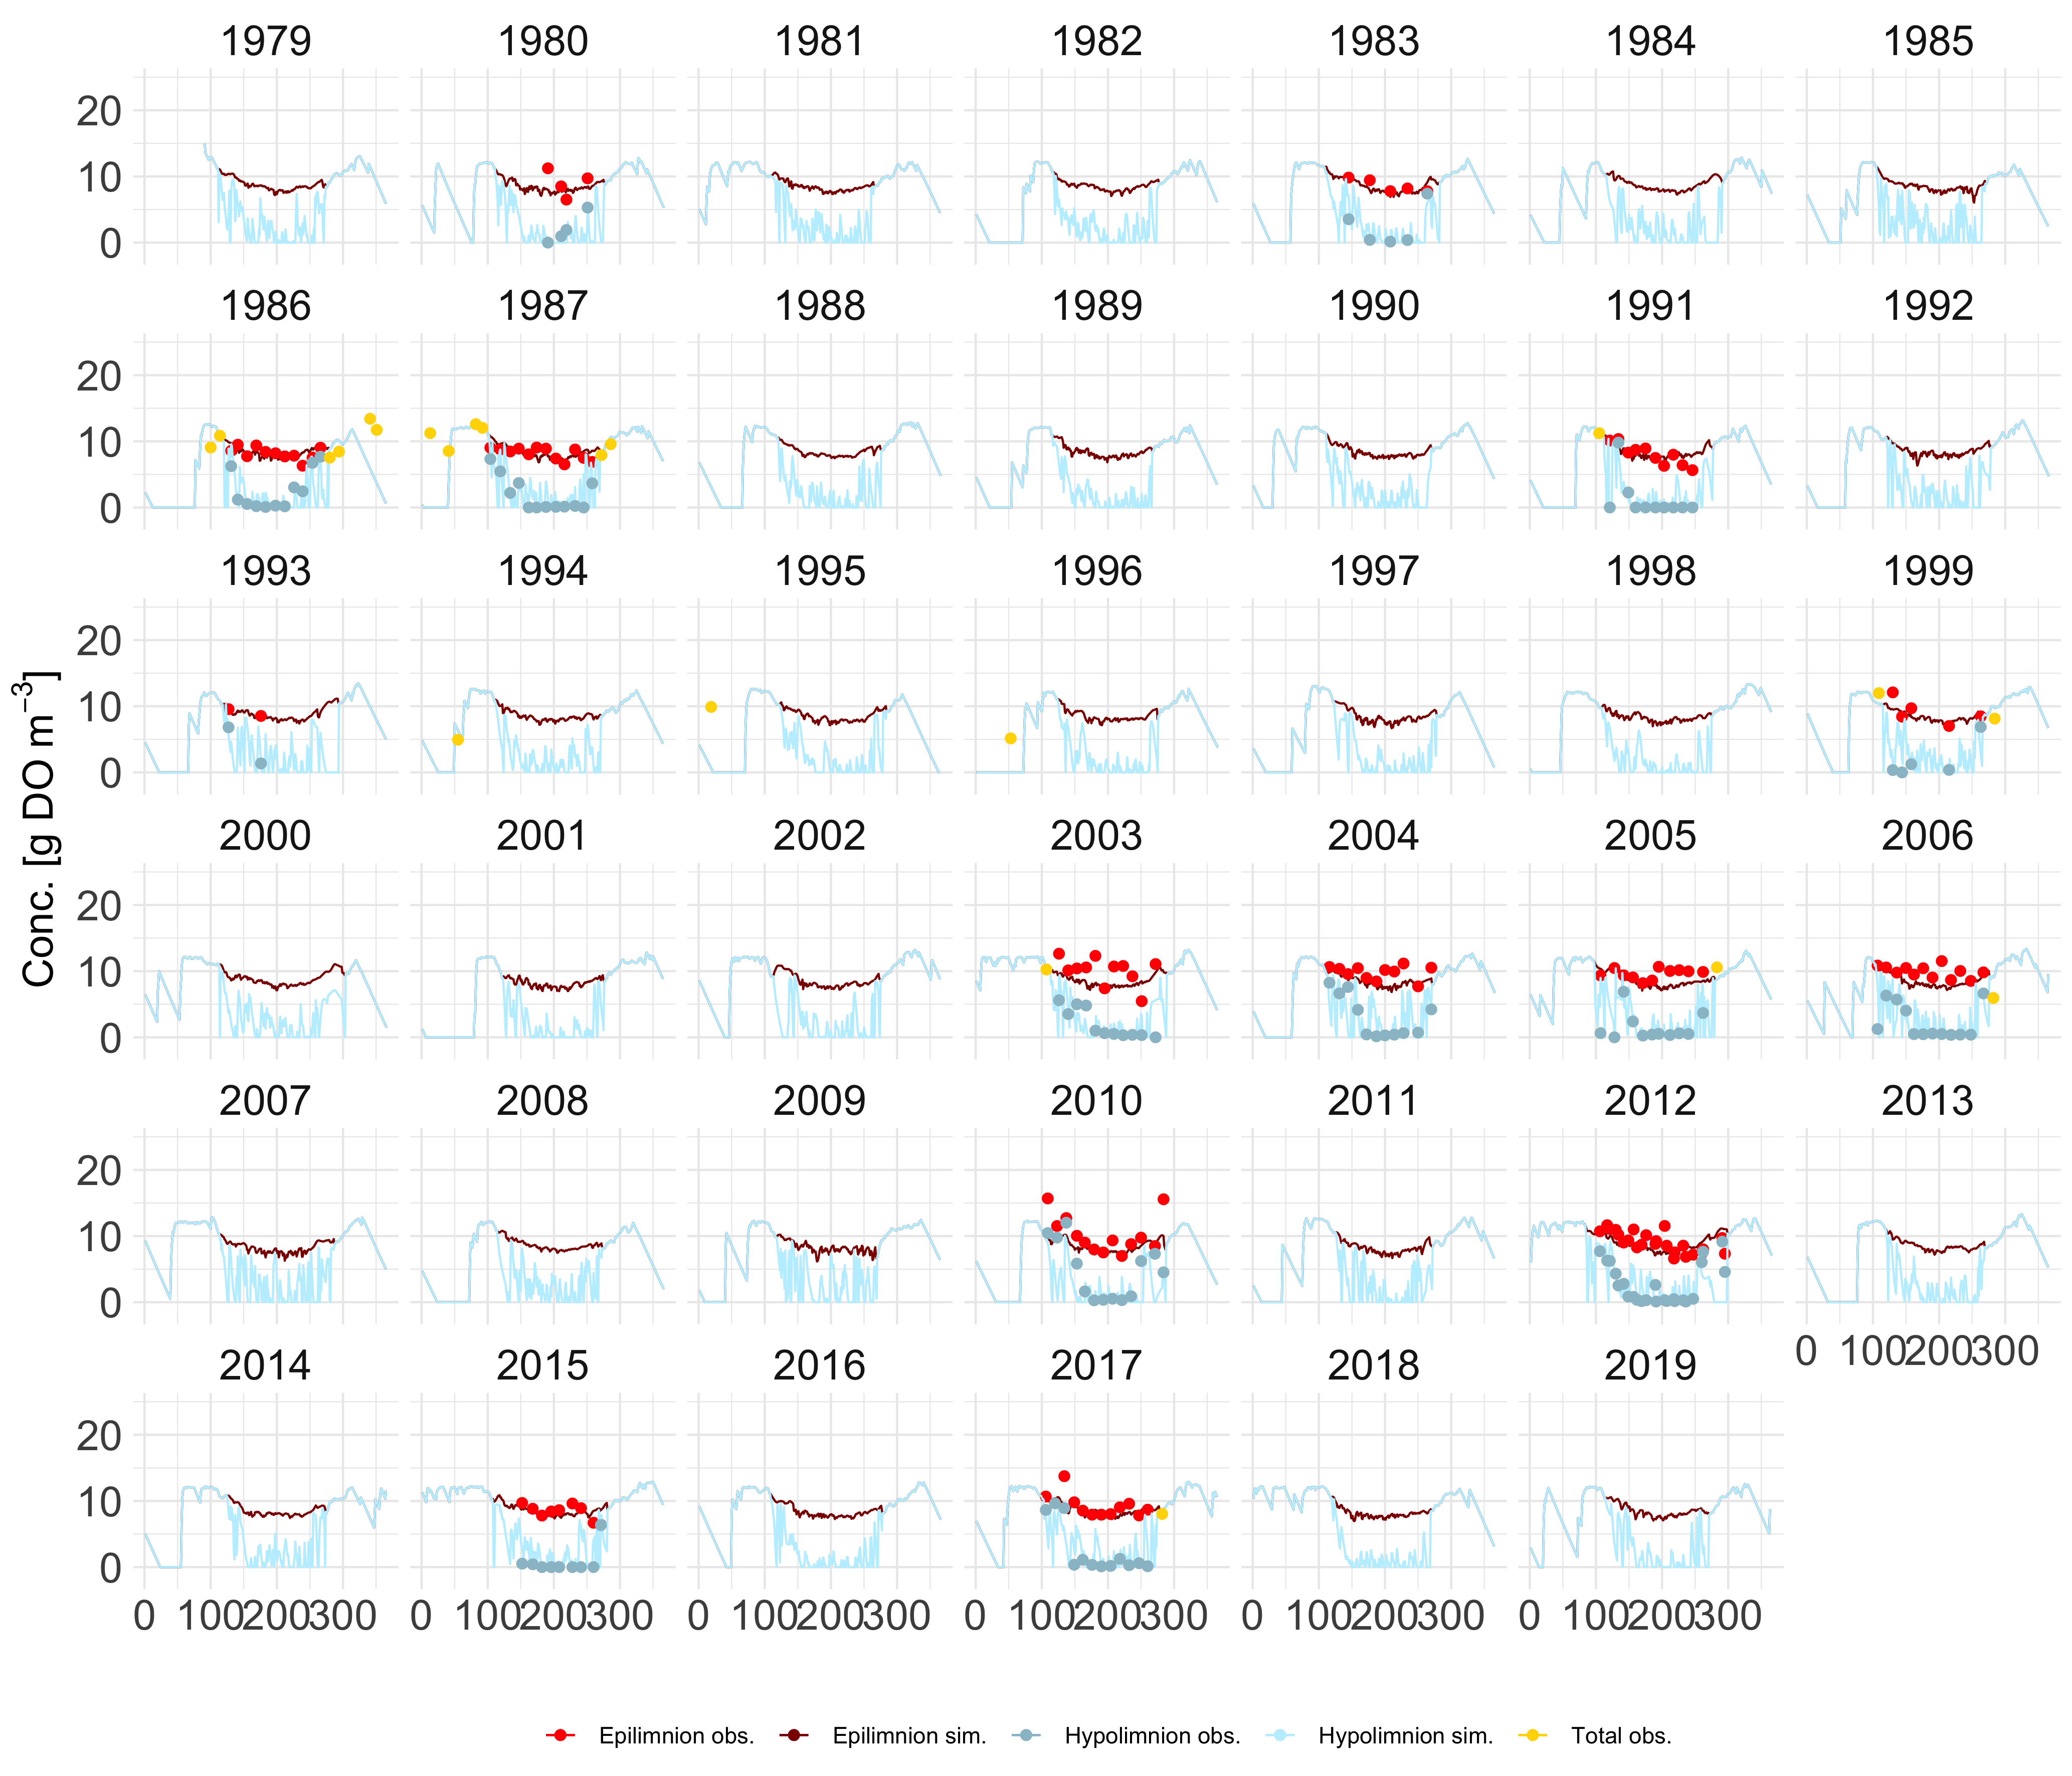 1979 1980 1981 1982 1983 1984 1985
20
10
0
1986 1987 1988 1989 1990 1991 1992
20
10
0
1993 1994 1995 1996 1997 1998 1999
20
10
0
Conc. [g DO m⁻³]
2000 2001 2002 2003 2004 2005 2006
20
10
0
2007 2008 2009 2010 2011 2012 2013
20
10
0
0 100 200 300
2014 2015 2016 2017 2018 2019
20
10
0
0 100 200 300 0 100 200 300 0 100 200 300 0 100 200 300 0 100 200 300 0 100 200 300
Epilimnion obs. Epilimnion sim. Hypolimnion obs. Hypolimnion sim. Total obs.